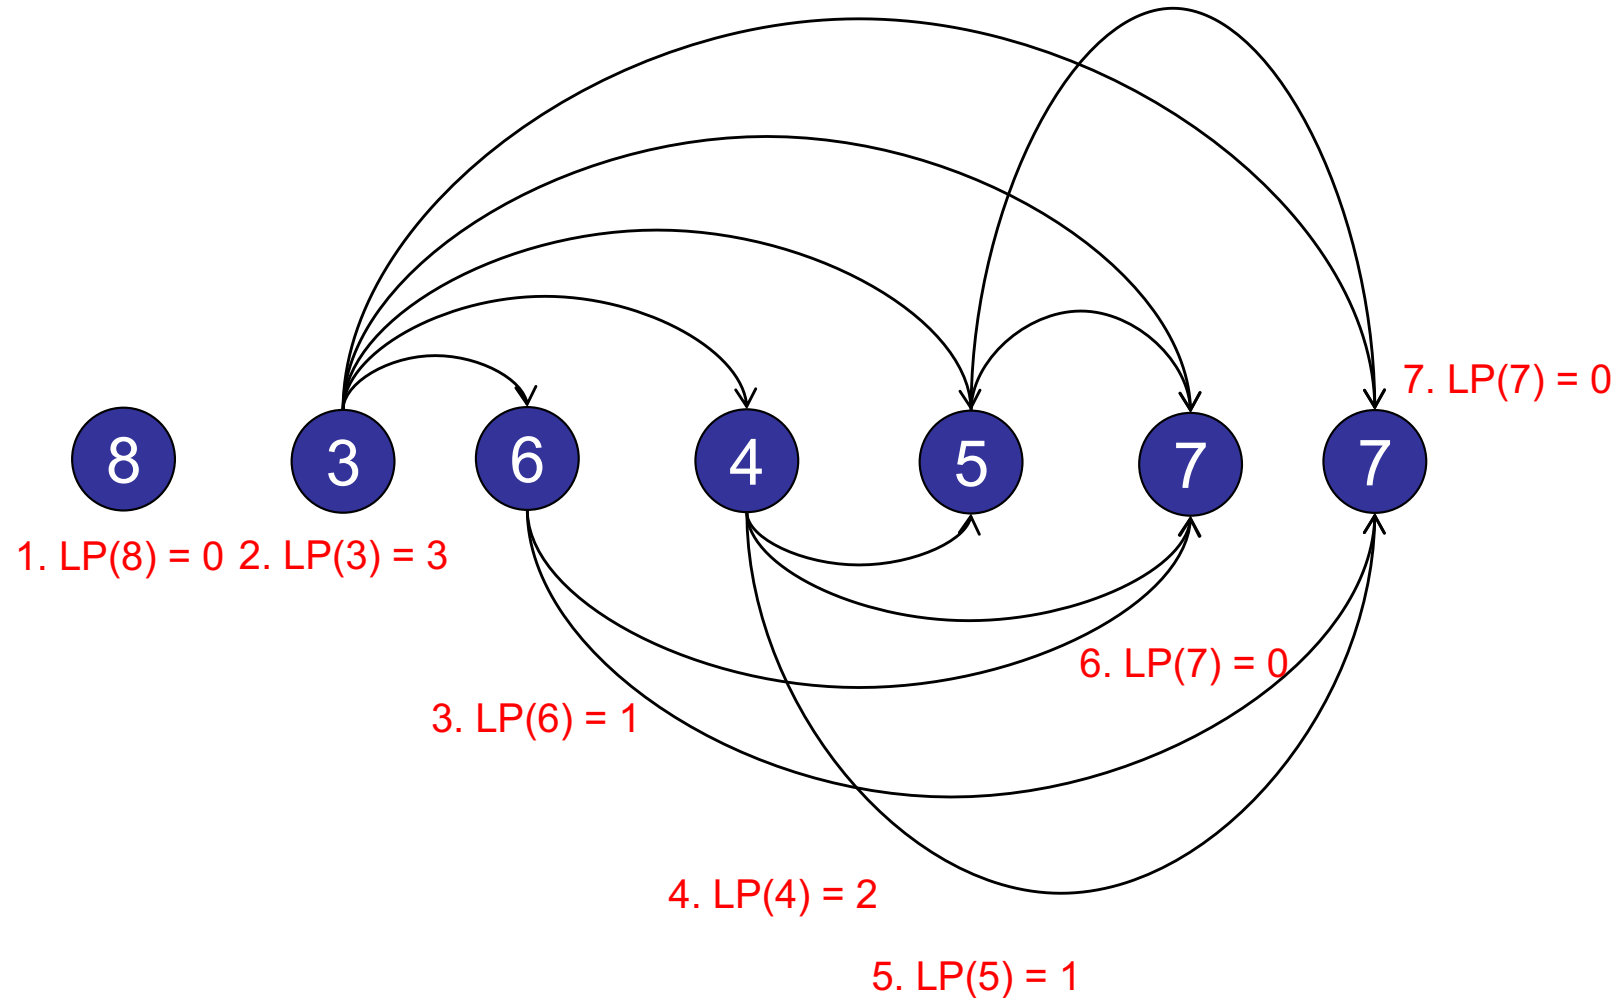 7. LP(7) = 0
8 3 6 4 5 7 7
1. LP(8) = 0 2. LP(3) = 3
6. LP(7) = 0
3. LP(6) = 1
4. LP(4) = 2
5. LP(5) = 1